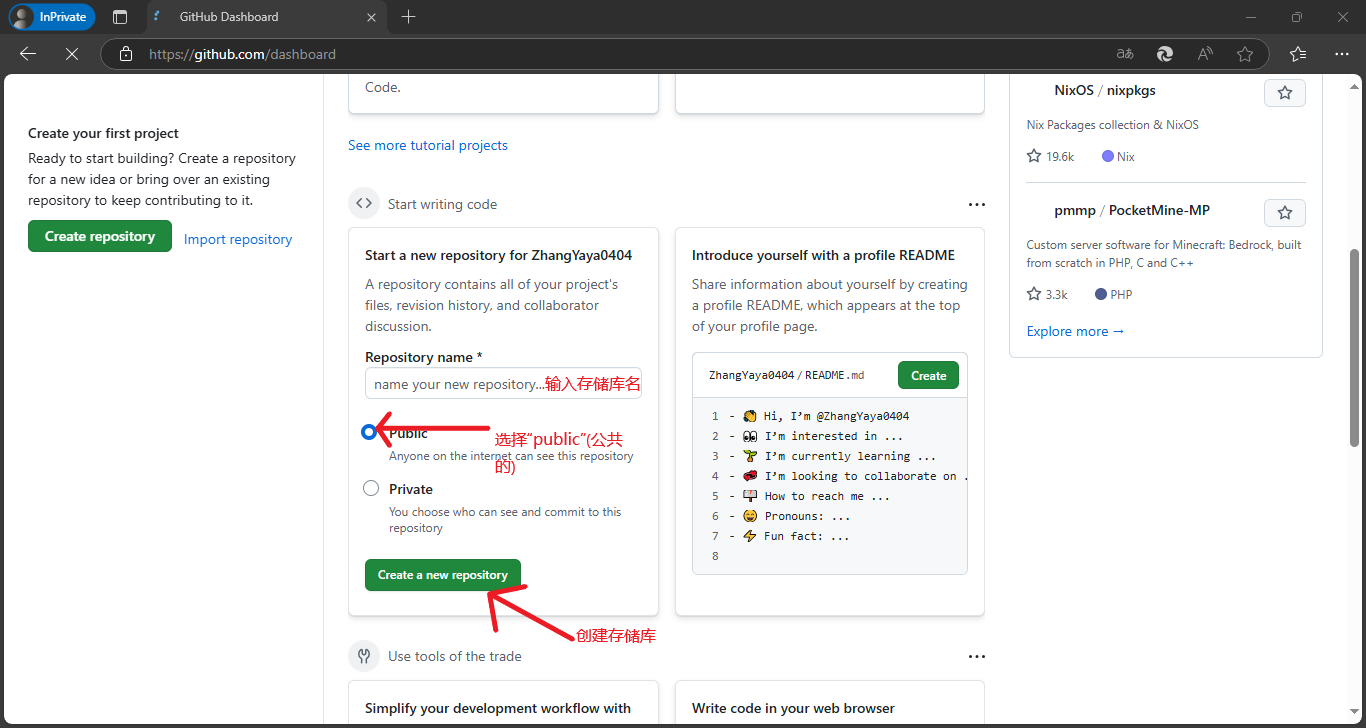 InPrivate
GitHub Dashboard
https://github.com/dashboard
Create your first project
Ready to start building? Create a repository
for a new idea or bring over an existing
repository to keep contributing to it.
Create repository
Import repository
Code.
See more tutorial projects
Start writing code
Start a new repository for ZhangYaya0404
A repository contains all of your project's
files, revision history, and collaborator
discussion.
Repository name *
name your new repository...输入存储库名
Public
选择“public”(公共
的)
Anyone on the internet can see this repository
Private
You choose who can see and commit to this
repository
Create a new repository
创建存储库
Introduce yourself with a profile README
Share information about yourself by creating
a profile README, which appears at the top
of your profile page.
ZhangYaya0404 / README.md
Create
1 - 👋 Hi, I’m @ZhangYaya0404
2 - 👀 I’m interested in ...
3 - 🌱 I’m currently learning ...
4 - 💞️ I’m looking to collaborate on .
5 - 📫 How to reach me ...
6 - 😄 Pronouns: ...
7 - ⚡ Fun fact: ...
8
Use tools of the trade
Simplify your development workflow with
Write code in your web browser
NixOS / nixpkgs
Nix Packages collection & NixOS
19.6k
Nix
pmmp / PocketMine-MP
Custom server software for Minecraft: Bedrock, built
from scratch in PHP, C and C++
3.3k
PHP
Explore more →